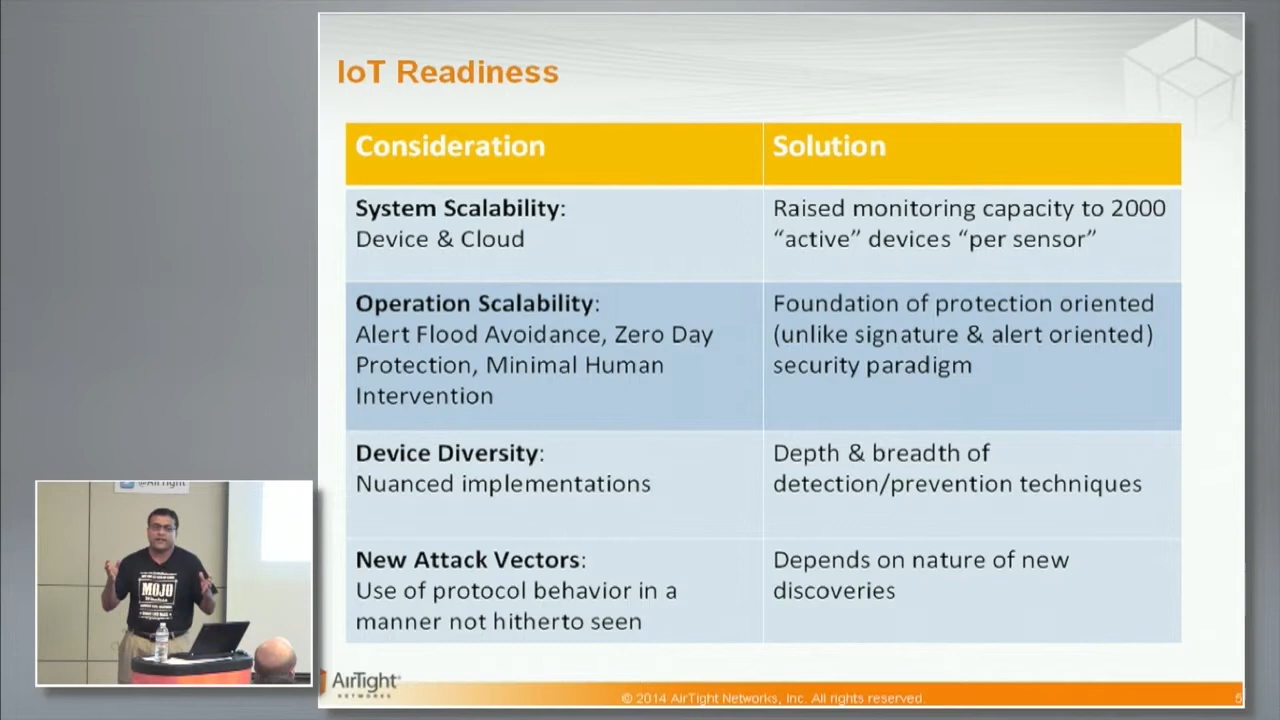 IoT Readiness
Consideration
Solution
System Scalability:
Device & Cloud
Raised monitoring capacity to 2000
“active” devices “per sensor”
Operation Scalability:
Alert Flood Avoidance, Zero Day
Protection, Minimal Human
Intervention
Foundation of protection oriented
(unlike signature & alert oriented)
security paradigm
Device Diversity:
Nuanced implementations
Depth & breadth of
detection/prevention techniques
New Attack Vectors:
Use of protocol behavior in a
manner not hitherto seen
Depends on nature of new
discoveries
@AirTight
MOJO
AirTight
NETWORKS
© 2014 AirTight Networks, Inc. All rights reserved.